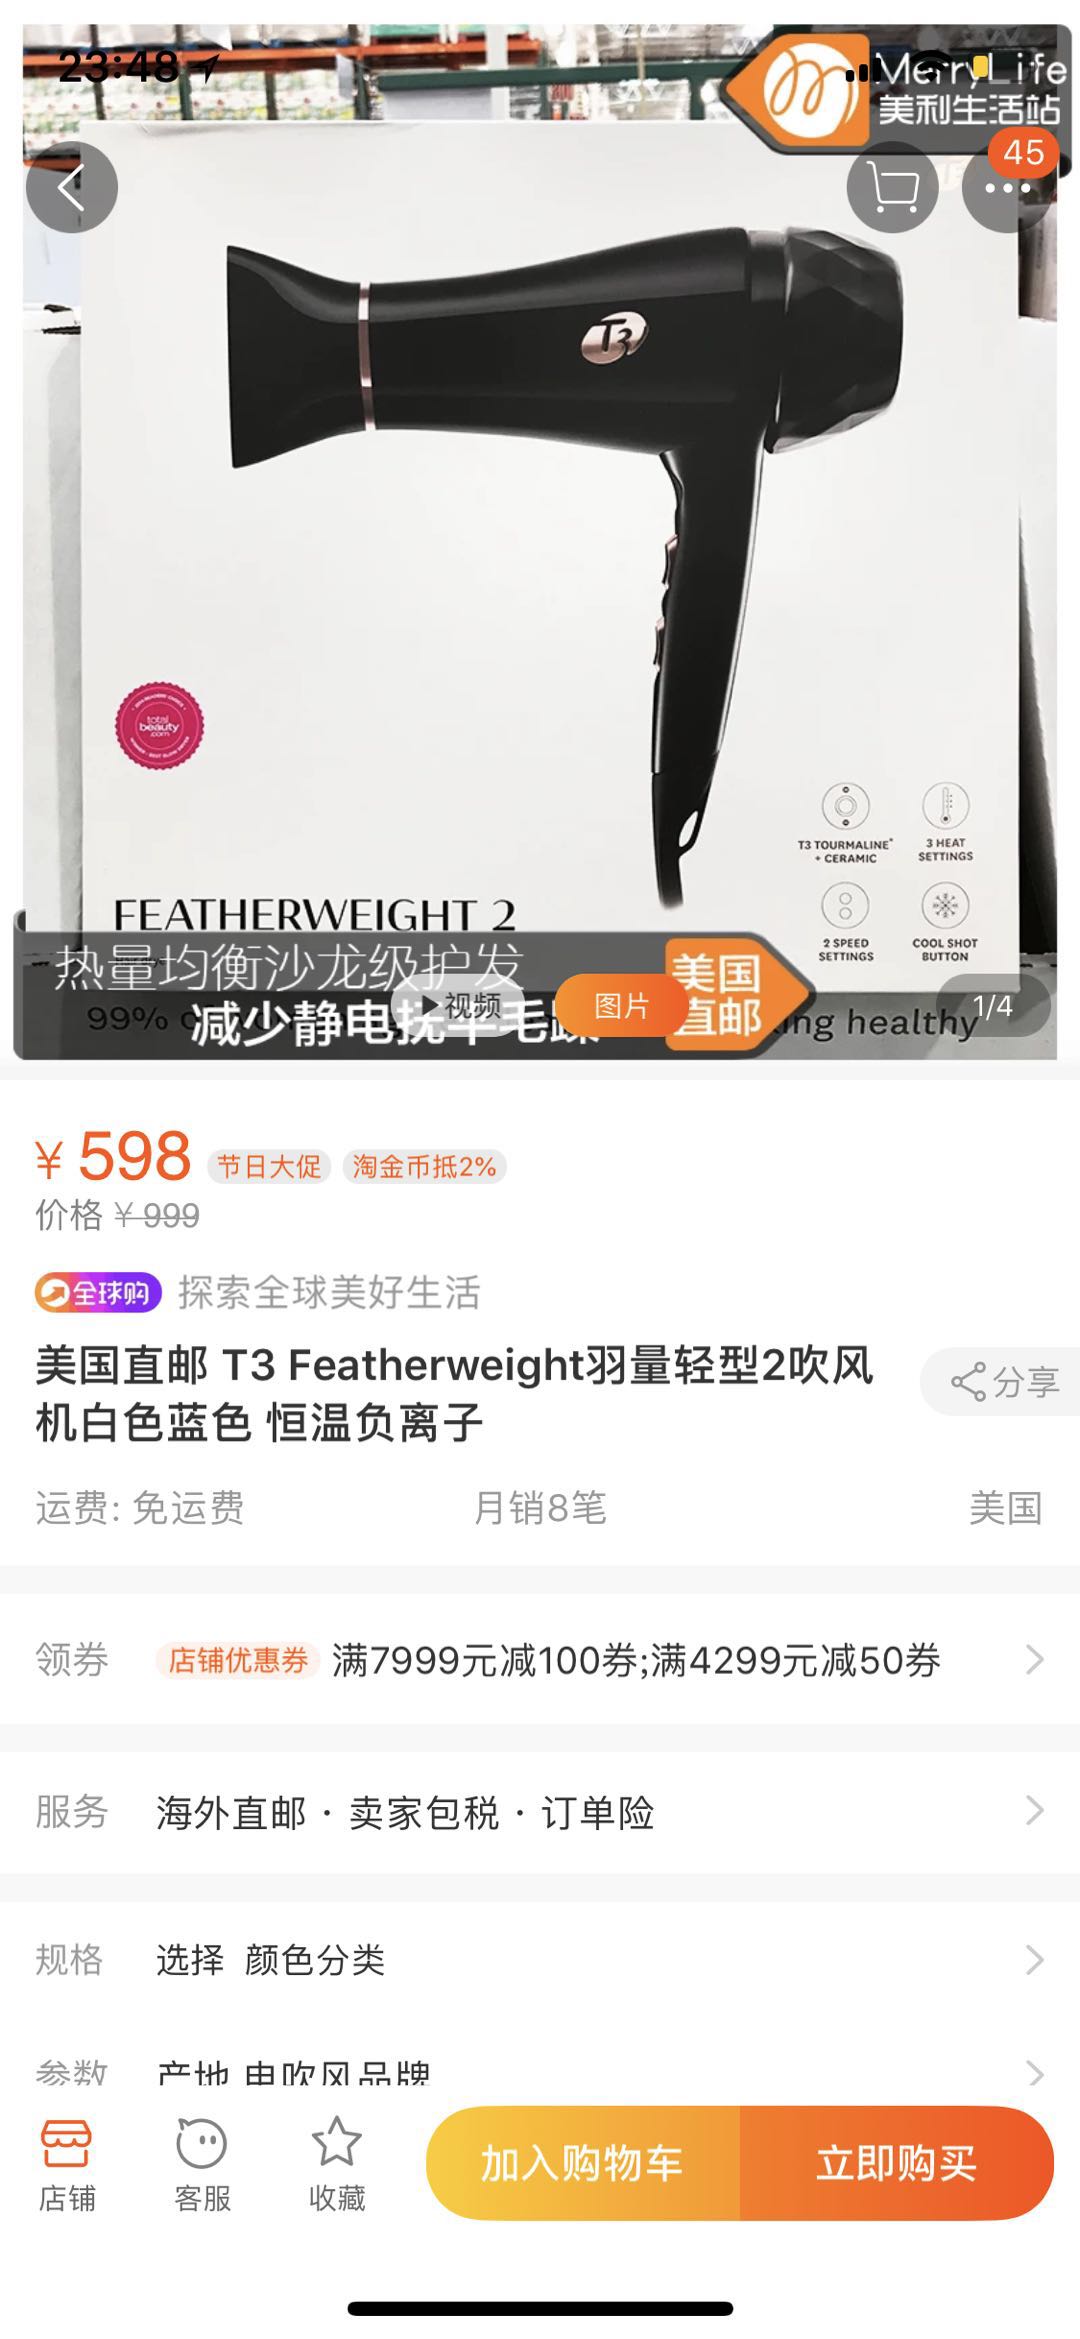 23:48
MerryLife
美利生活站
45
T3
total
beauty
.com
T3 TOURMALINE
+ CERAMIC
3 HEAT
SETTINGS
2 SPEED
SETTINGS
COOL SHOT
BUTTON
FEATHERWEIGHT 2
热量均衡沙龙级护发
99%
减少静电抚平毛躁
视频
图片
美国
直邮
ing healthy
1/4
¥ 598 节日大促 淘金币抵2%
价格 ¥ 999
全球购 探索全球美好生活
美国直邮 T3 Featherweight羽量轻型2吹风
机白色蓝色 恒温负离子
分享
运费: 免运费 月销8笔 美国
领券 店铺优惠券 满7999元减100券;满4299元减50券
服务 海外直邮 · 卖家包税 · 订单险
规格 选择 颜色分类
参数 产地 电吹风品牌
店铺 客服 收藏 加入购物车 立即购买